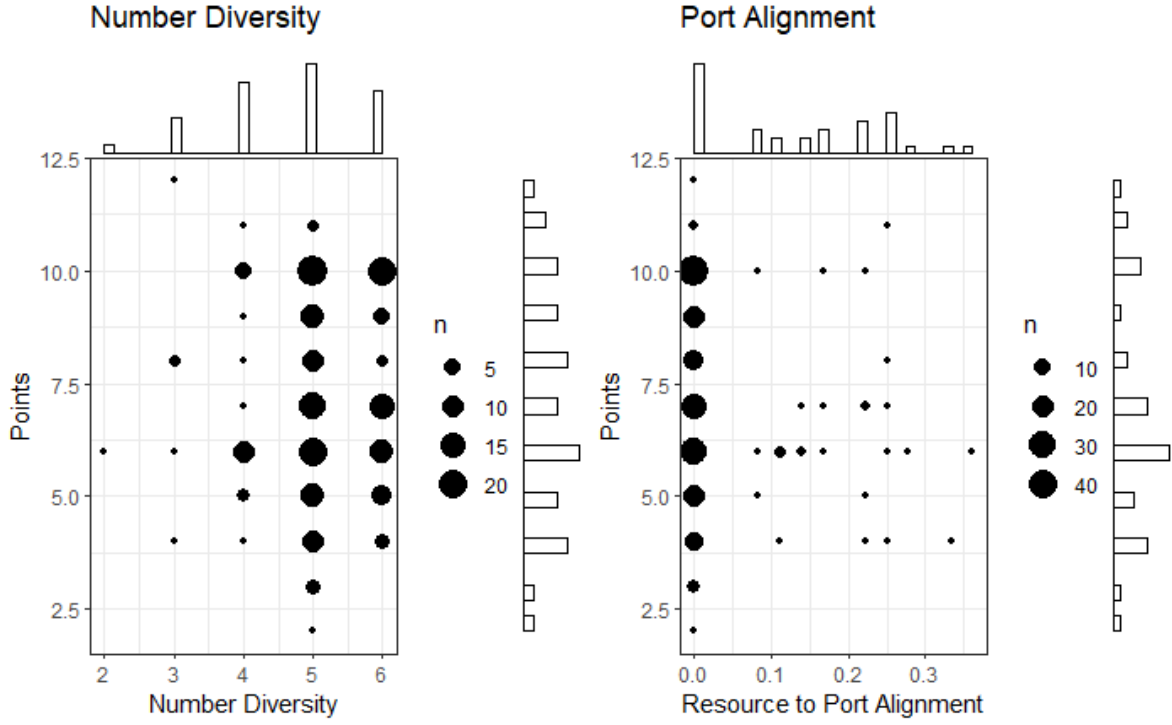 Number Diversity
Port Alignment
12.5
10.0
7.5
5.0
2.5
Points
2 3 4 5 6
Number Diversity
n
5
10
15
20
12.5
10.0
7.5
5.0
2.5
Points
0.0 0.1 0.2 0.3
Resource to Port Alignment
n
10
20
30
40